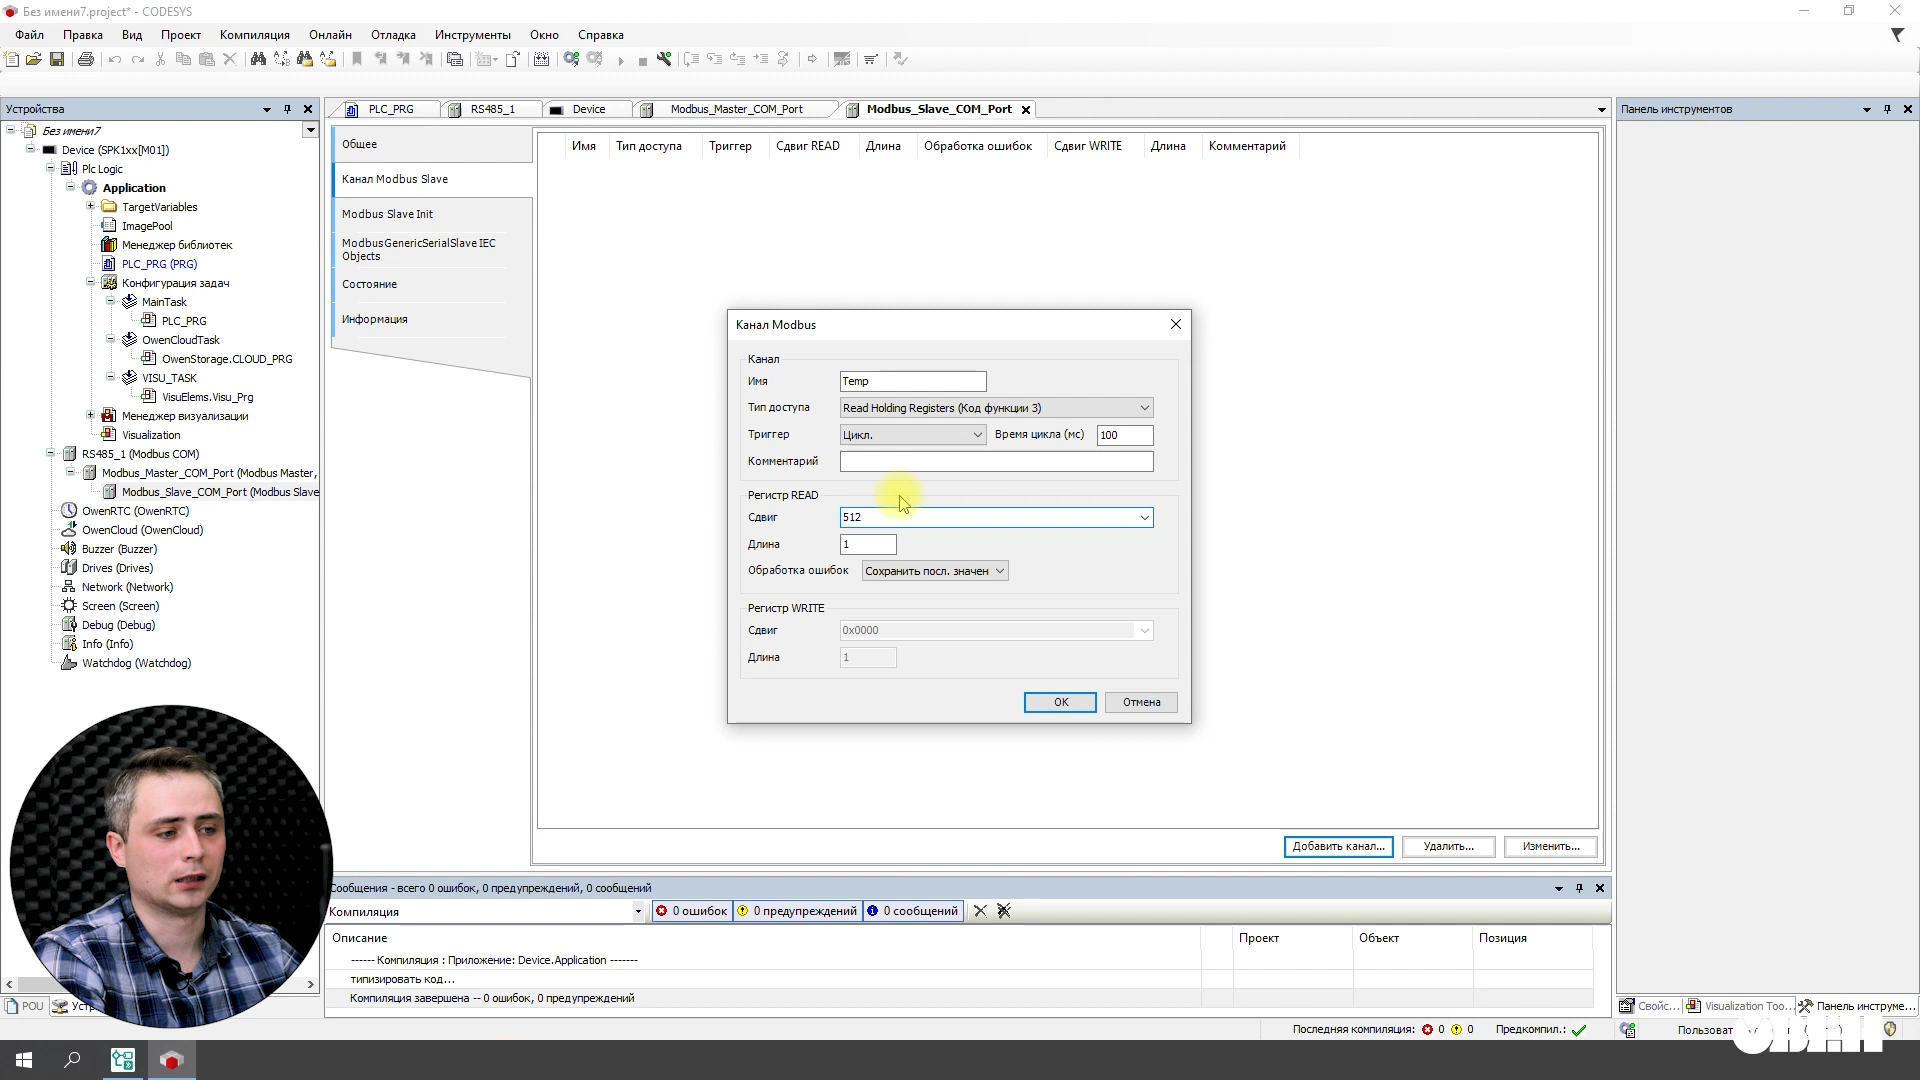 Без имени7.project* - CODESYS
Файл Правка Вид Проект Компиляция Онлайн Отладка Инструменты Окно Справка
Устройства
Без имени7
Device (SPK1xx[M01])
Plc Logic
Application
TargetVariables
ImagePool
Менеджер библиотек
PLC_PRG (PRG)
Конфигурация задач
MainTask
PLC_PRG
OwenCloudTask
OwenStorage.CLOUD_PRG
VISU_TASK
VisuElems.Visu_Prg
Менеджер визуализации
Visualization
RS485_1 (Modbus COM)
Modbus_Master_COM_Port (Modbus Master,
Modbus_Slave_COM_Port (Modbus Slave
OwenRTC (OwenRTC)
OwenCloud (OwenCloud)
Buzzer (Buzzer)
Drives (Drives)
Network (Network)
Screen (Screen)
Debug (Debug)
Info (Info)
Watchdog (Watchdog)
POU
PLC_PRG RS485_1 Device Modbus_Master_COM_Port Modbus_Slave_COM_Port
Общее
Канал Modbus Slave
Modbus Slave Init
ModbusGenericSerialSlave IEC
Objects
Состояние
Информация
Имя Тип доступа Триггер Сдвиг READ Длина Обработка ошибок Сдвиг WRITE Длина Комментарий
Канал Modbus
Канал
Имя Temp
Тип доступа Read Holding Registers (Код функции 3)
Триггер Цикл. Время цикла (мс) 100
Комментарий
Регистр READ
Сдвиг 512
Длина 1
Обработка ошибок Сохранить посл. значен
Регистр WRITE
Сдвиг 0x0000
Длина 1
OK Отмена
Добавить канал... Удалить... Изменить...
Сообщения - всего 0 ошибок, 0 предупреждений, 0 сообщений
Компиляция 0 ошибок 0 предупреждений 0 сообщений
Описание Проект Объект Позиция
------ Компиляция : Приложение: Device.Application -------
типизировать код...
Компиляция завершена -- 0 ошибок, 0 предупреждений
Панель инструментов
Свойс... Visualization Too... Панель инструме...
Последняя компиляция: 0 0 Предкомпил.: